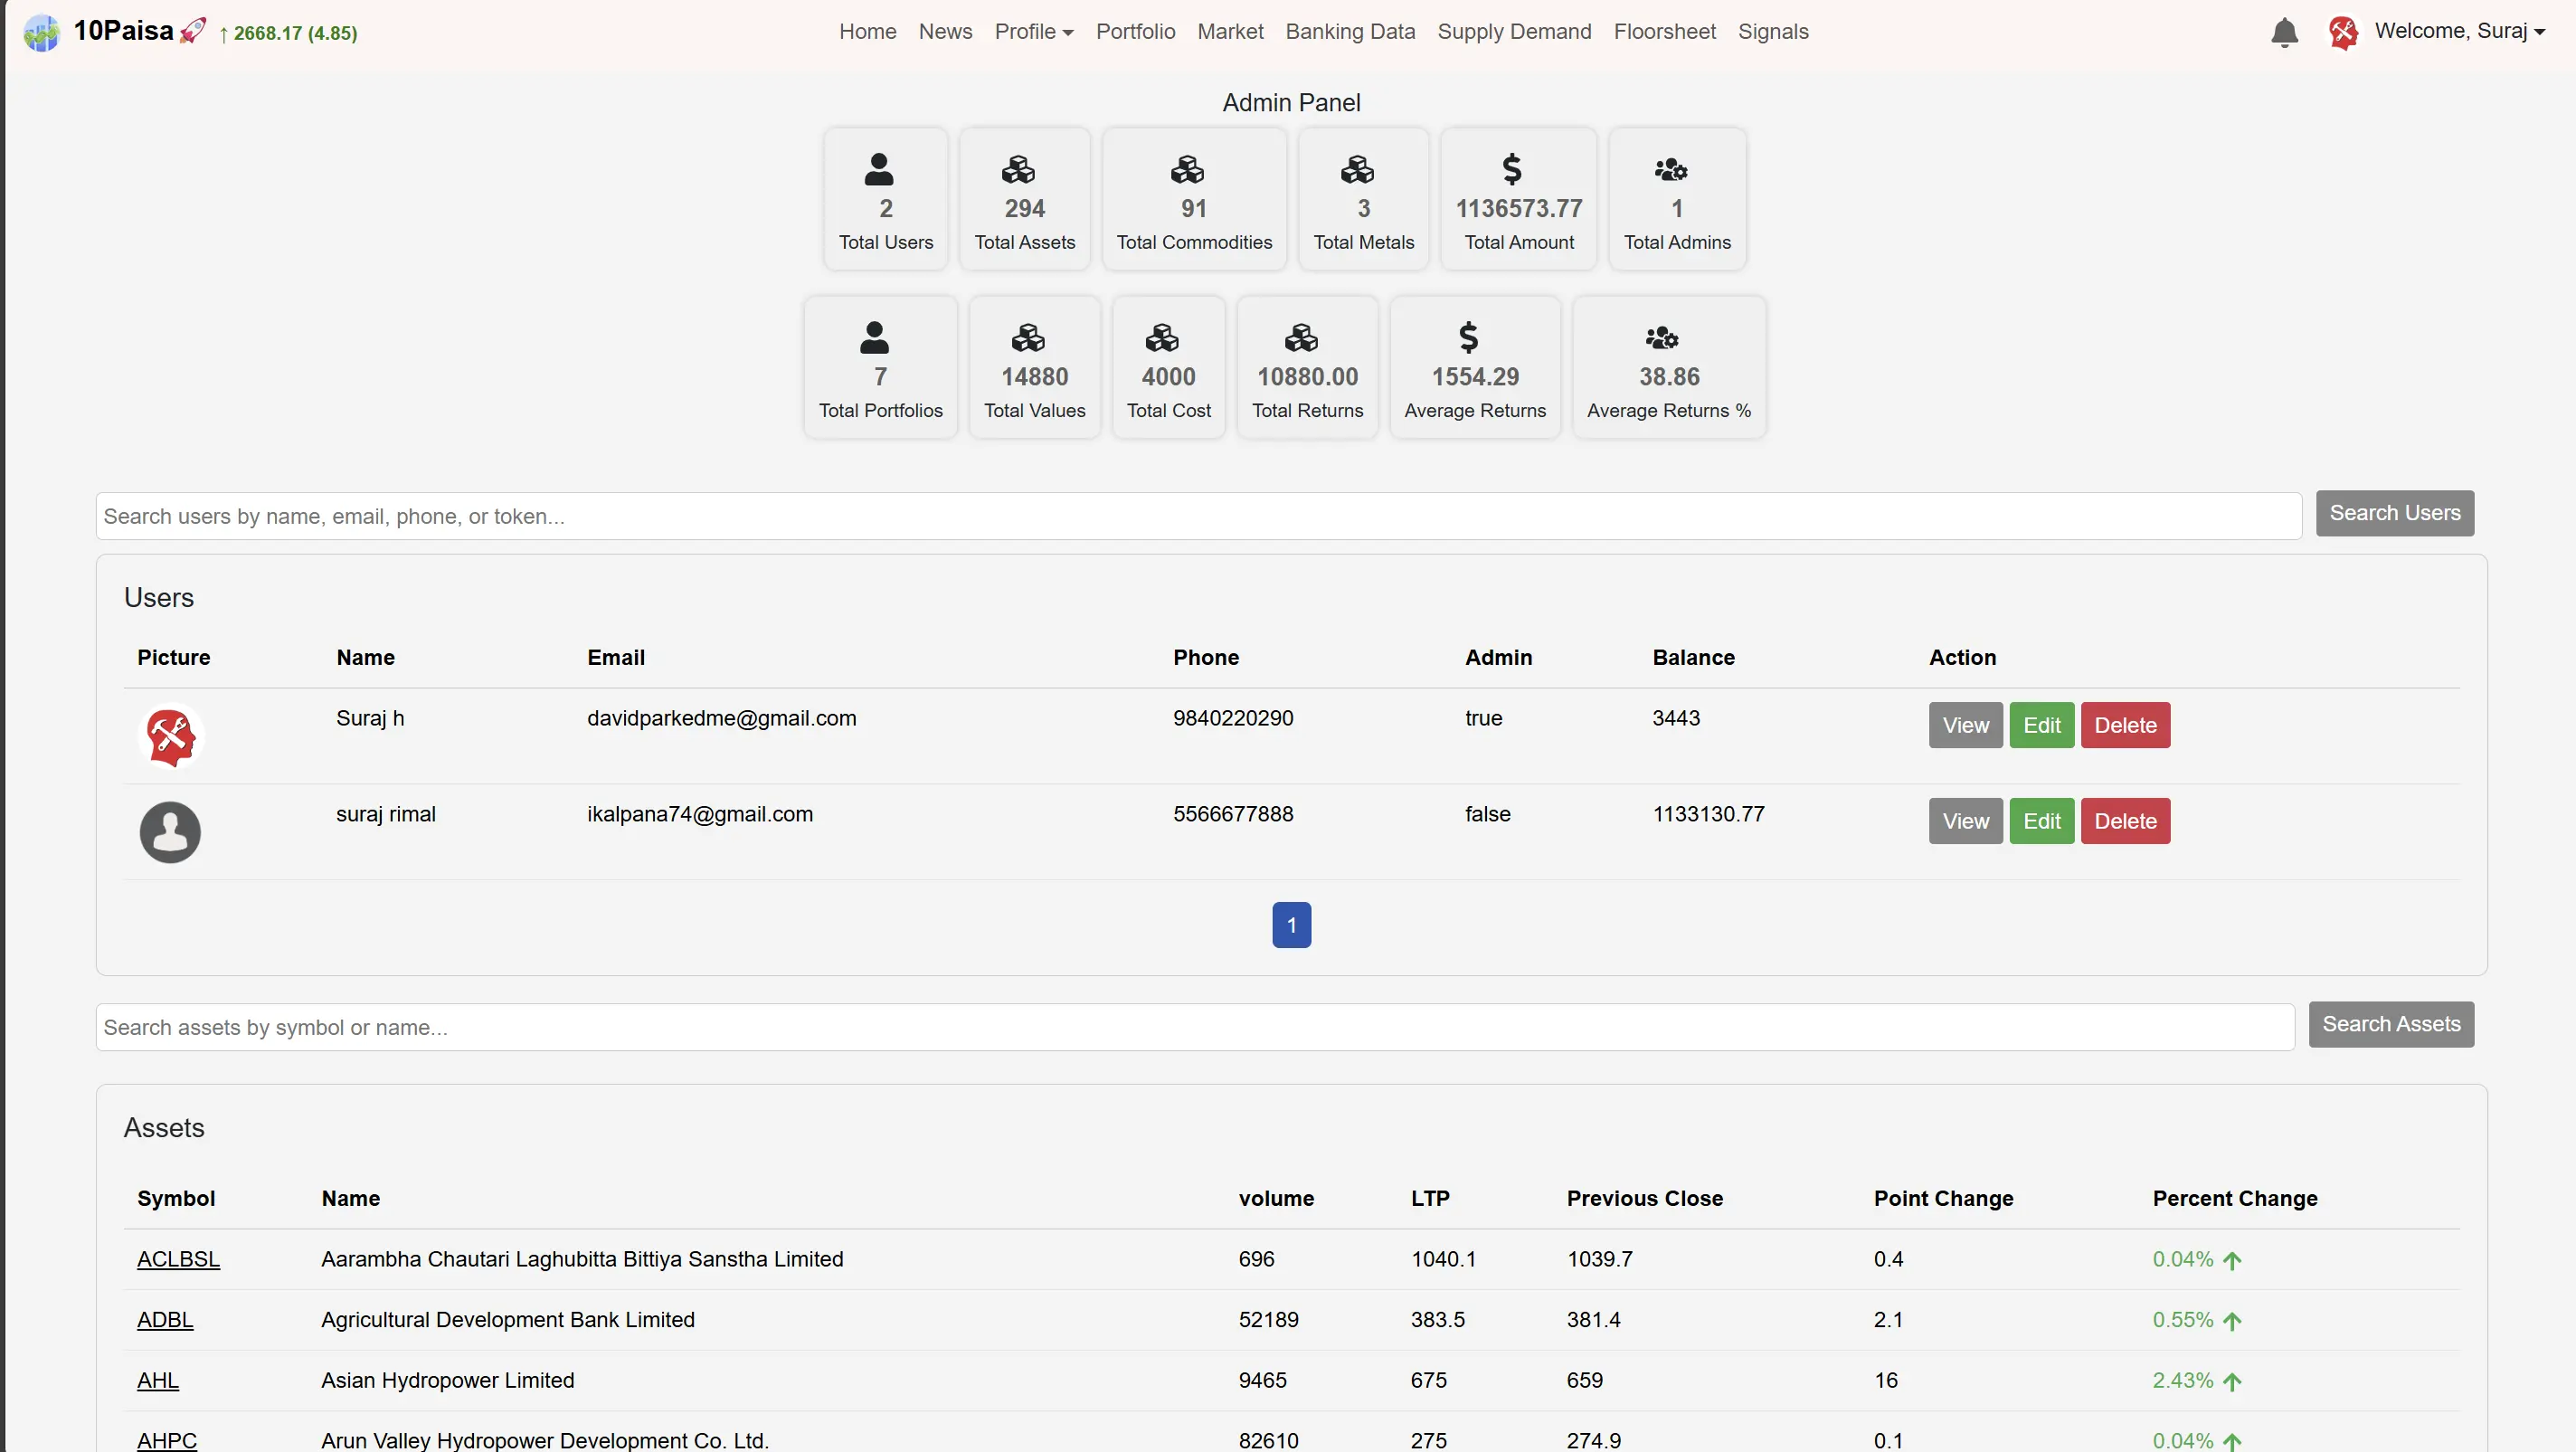 10Paisa🚀 ↑ 2668.17 (4.85)
Home News Profile Portfolio Market Banking Data Supply Demand Floorsheet Signals
Welcome, Suraj
Admin Panel
2 294 91 3 1136573.77 1
Total Users Total Assets Total Commodities Total Metals Total Amount Total Admins
7 14880 4000 10880.00 1554.29 38.86
Total Portfolios Total Values Total Cost Total Returns Average Returns Average Returns %
Search users by name, email, phone, or token... Search Users
Users
Picture Name Email Phone Admin Balance Action
Suraj h davidparkedme@gmail.com 9840220290 true 3443 View Edit Delete
suraj rimal ikalpana74@gmail.com 5566677888 false 1133130.77 View Edit Delete
1
Search assets by symbol or name... Search Assets
Assets
Symbol Name volume LTP Previous Close Point Change Percent Change
ACLBSL Aarambha Chautari Laghubitta Bittiya Sanstha Limited 696 1040.1 1039.7 0.4 0.04% ↑
ADBL Agricultural Development Bank Limited 52189 383.5 381.4 2.1 0.55% ↑
AHL Asian Hydropower Limited 9465 675 659 16 2.43% ↑
AHPC Arun Valley Hydropower Development Co. Ltd. 82610 275 274.9 0.1 0.04% ↑